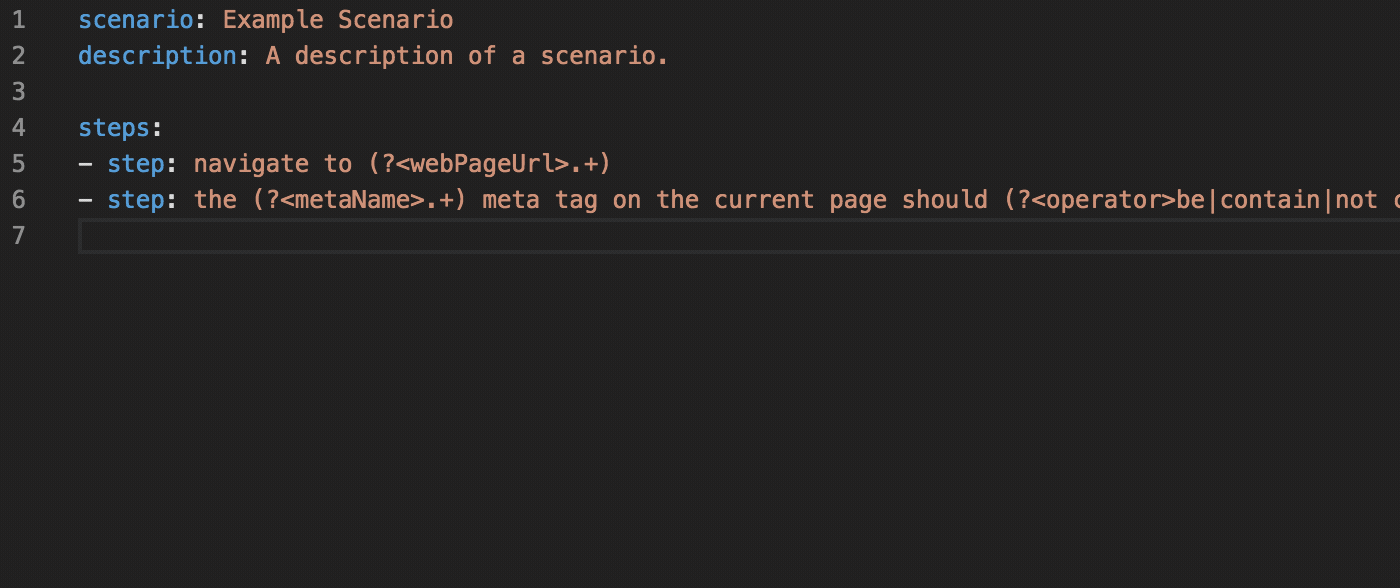 1 scenario: Example Scenario
2 description: A description of a scenario.
3
4 steps:
5 - step: navigate to (?<webPageUrl>.+)
6 - step: the (?<metaName>.+) meta tag on the current page should (?<operator>be|contain|not
7